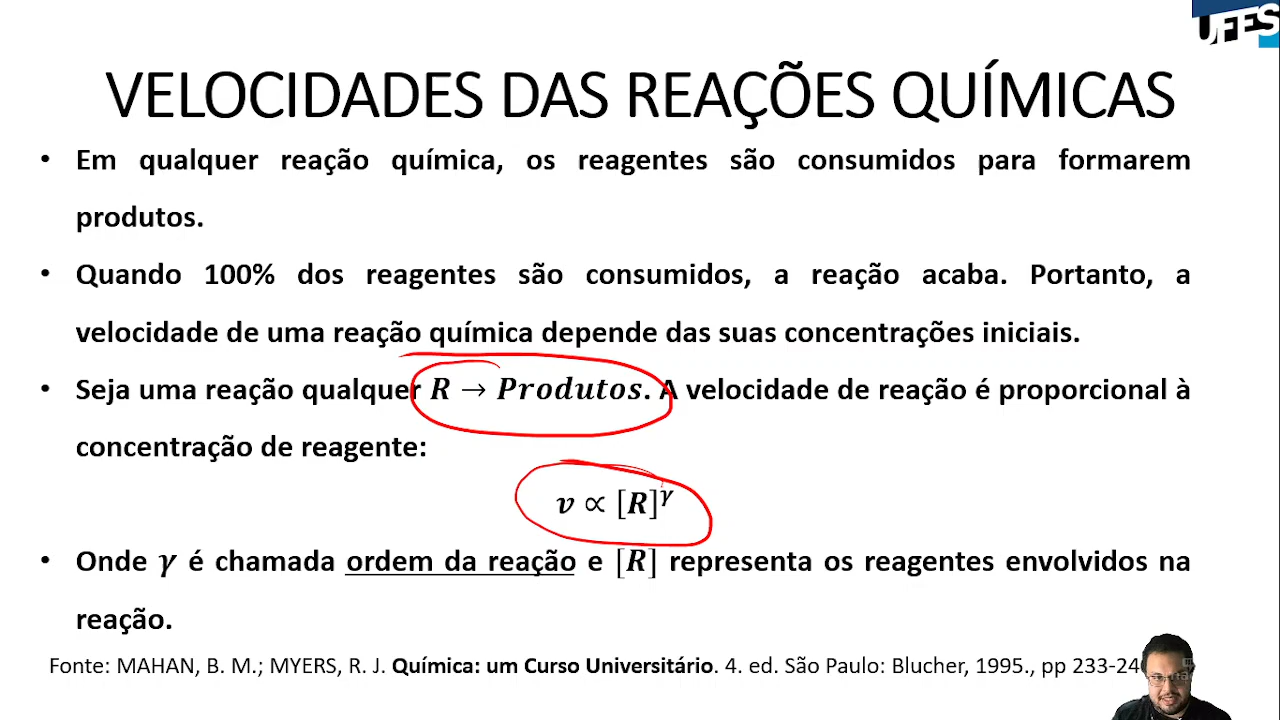 UFES
VELOCIDADES DAS REAÇÕES QUÍMICAS
• Em qualquer reação química, os reagentes são consumidos para formarem
produtos.
• Quando 100% dos reagentes são consumidos, a reação acaba. Portanto, a
velocidade de uma reação química depende das suas concentrações iniciais.
• Seja uma reação qualquer R → Produtos. A velocidade de reação é proporcional à
concentração de reagente:
v ∝ [R]^γ
• Onde γ é chamada ordem da reação e [R] representa os reagentes envolvidos na
reação.
Fonte: MAHAN, B. M.; MYERS, R. J. Química: um Curso Universitário. 4. ed. São Paulo: Blucher, 1995., pp 233-24